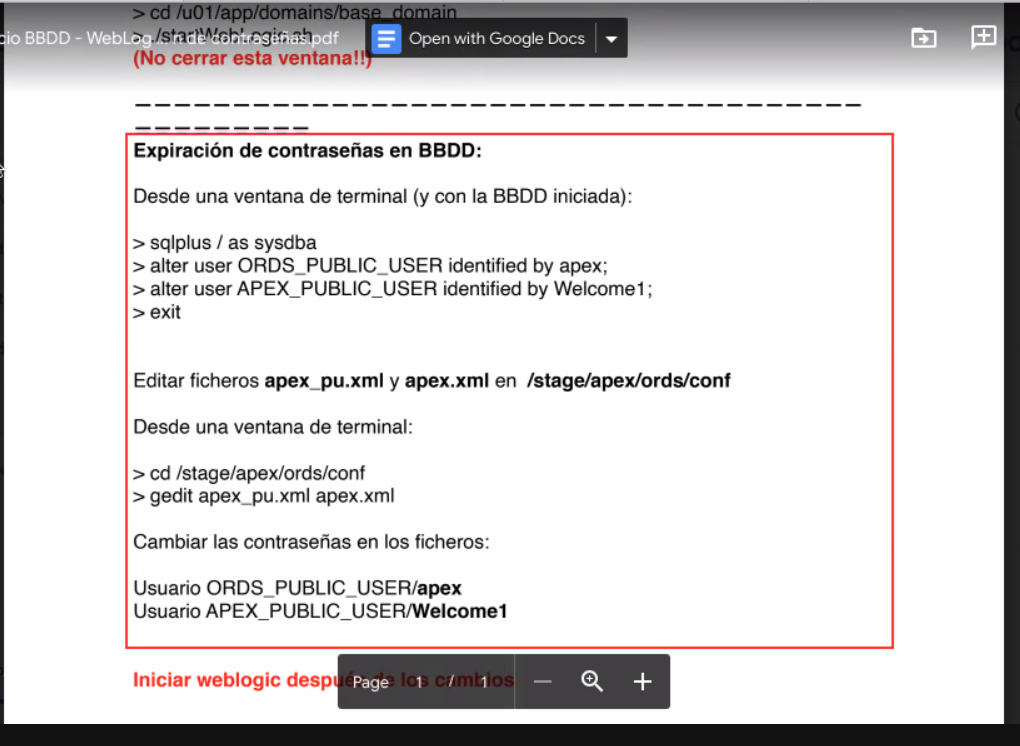 > cd /u01/app/domains/base_domain
cio BBDD - WebLog
de contraseñas.pdf
Open with Google Docs
(No cerrar esta ventana!!)
Expiración de contraseñas en BBDD:
Desde una ventana de terminal (y con la BBDD iniciada):
> sqlplus / as sysdba
> alter user ORDS_PUBLIC_USER identified by apex;
> alter user APEX_PUBLIC_USER identified by Welcome1;
> exit
Editar ficheros apex_pu.xml y apex.xml en /stage/apex/ords/conf
Desde una ventana de terminal:
> cd /stage/apex/ords/conf
> gedit apex_pu.xml apex.xml
Cambiar las contraseñas en los ficheros:
Usuario ORDS_PUBLIC_USER/apex
Usuario APEX_PUBLIC_USER/Welcome1
Iniciar weblogic después de los cambios
Page 1 / 1